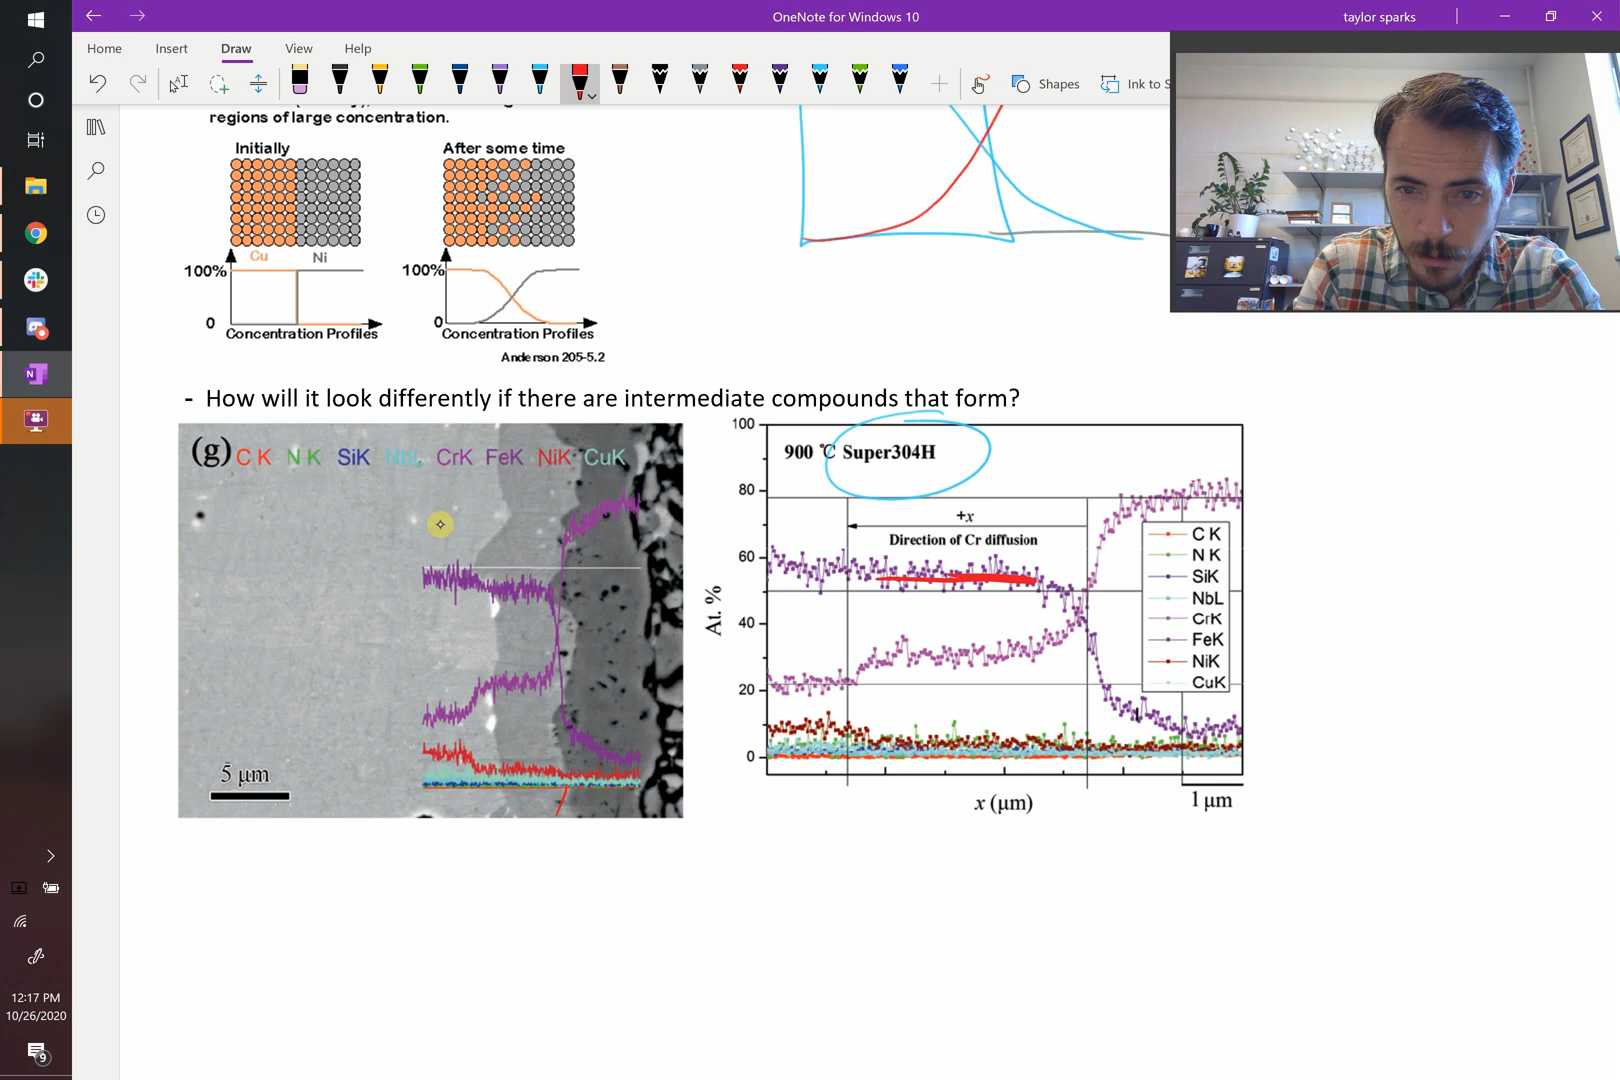 OneNote for Windows 10
taylor sparks
Home Insert Draw View Help
Shapes
Ink to S
regions of large concentration.
Initially
After some time
Cu Ni
100%
0
Concentration Profiles
100%
0
Concentration Profiles
Anderson 205-5.2
- How will it look differently if there are intermediate compounds that form?
(g) C K N K SiK NbL CrK FeK NiK CuK
5 μm
100
80
60
40
20
0
At. %
900 ℃ Super304H
+x
Direction of Cr diffusion
C K
N K
SiK
NbL
CrK
FeK
NiK
CuK
x (μm)
1 μm
12:17 PM
10/26/2020
9